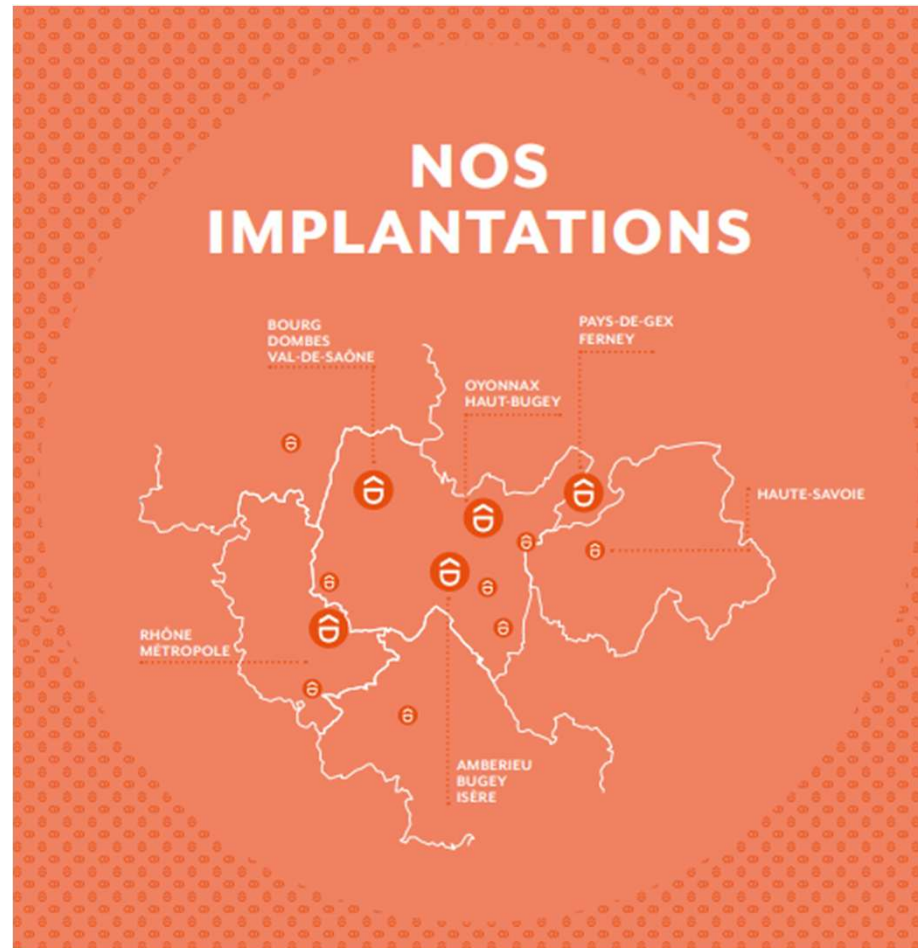 NOS
IMPLANTATIONS
BOURG
DOMBES
VAL-DE-SAÔNE
PAYS-DE-GEX
FERNEY
OYONNAX
HAUT-BUGEY
HAUTE-SAVOIE
RHÔNE
MÉTROPOLE
AMBERIEU
BUGEY
ISÈRE